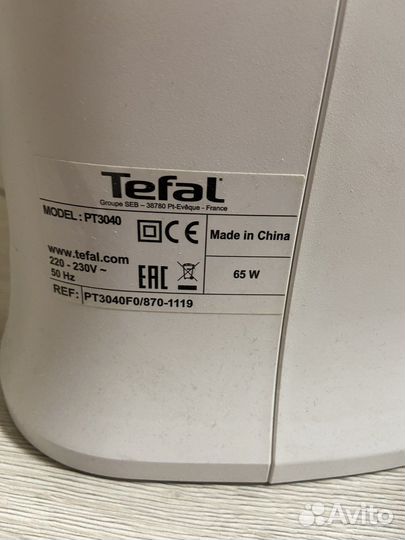 Tefal
Groupe SEB – 38780 Pt-Evêque - France
MODEL : PT3040
CE
Made in China
www.tefal.com
220 - 230V ~
50 Hz
EAC
65 W
REF: PT3040F0/870-1119
Avito